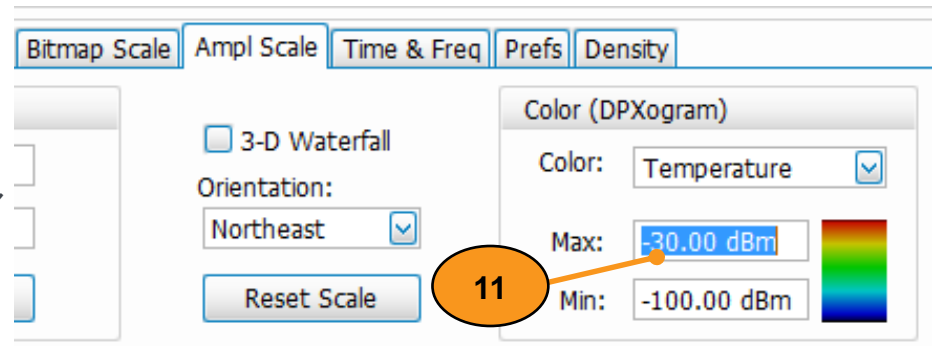 Bitmap Scale Ampl Scale Time & Freq Prefs Density
Color (DPXogram)
3-D Waterfall
Color: Temperature
Orientation:
Northeast
Max: -30.00 dBm
11
Reset Scale
Min: -100.00 dBm